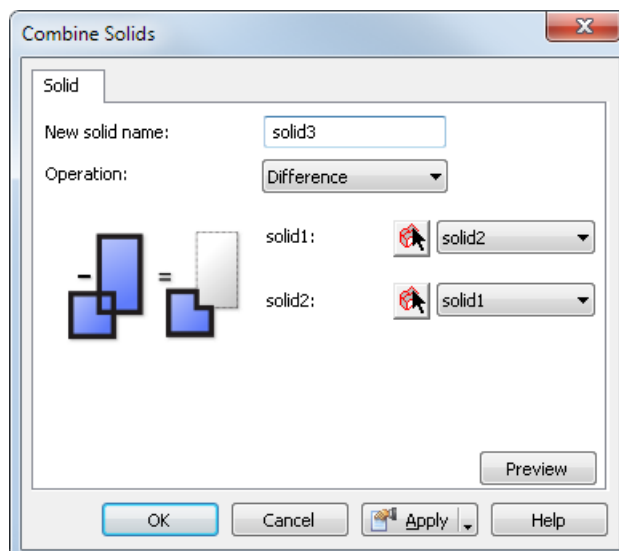 Combine Solids
Solid
New solid name: solid3
Operation: Difference
solid1: solid2
solid2: solid1
Preview
OK Cancel Apply Help